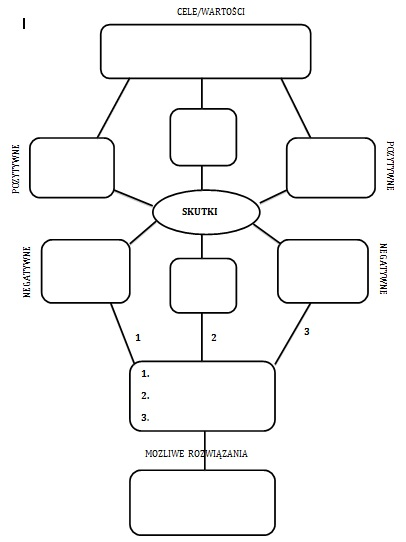 CELE/WARTOŚCI
POZYTYWNE
POZYTYWNE
SKUTKI
NEGATYWNE
NEGATYWNE
1
2
3
1.
2.
3.
MOZLIWE ROZWIĄZANIA